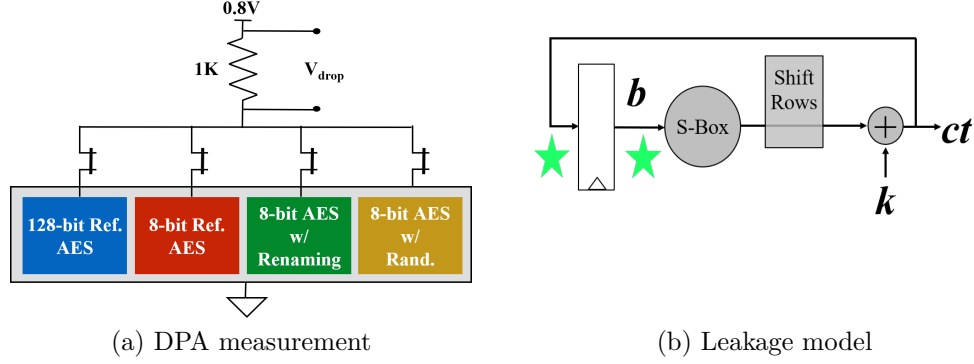 0.8V
1K
Vdrop
128-bit Ref.
AES
8-bit Ref.
AES
8-bit AES
w/
Renaming
8-bit AES
w/
Rand.
(a) DPA measurement
b
S-Box
Shift
Rows
+
ct
k
(b) Leakage model